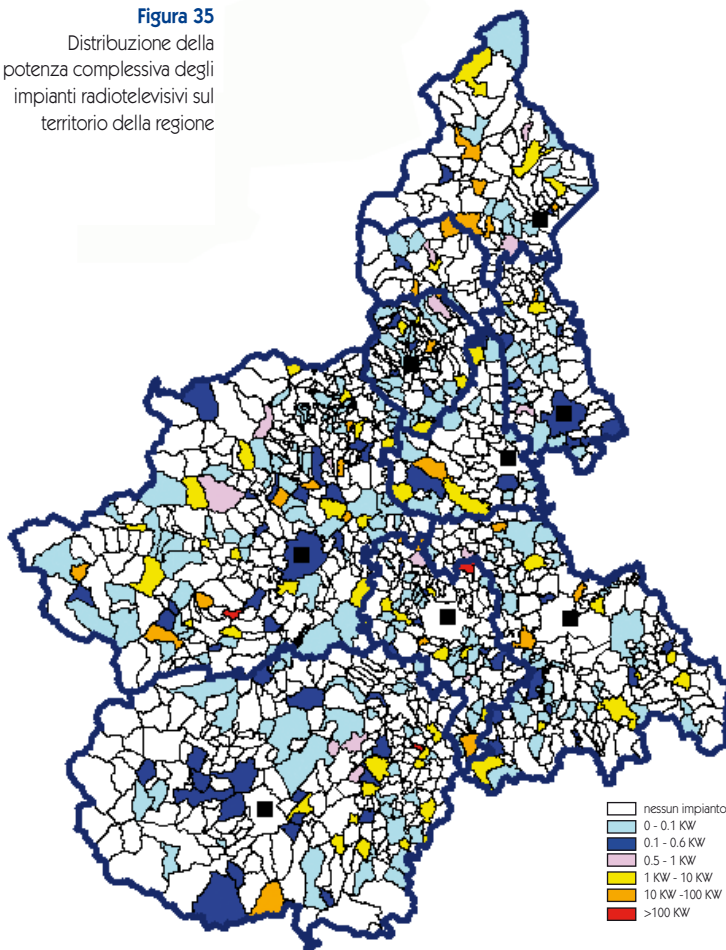 Figura 35
Distribuzione della
potenza complessiva degli
impianti radiotelevisivi sul
territorio della regione
nessun impianto
0 - 0.1 KW
0.1 - 0.6 KW
0.5 - 1 KW
1 KW - 10 KW
10 KW -100 KW
>100 KW